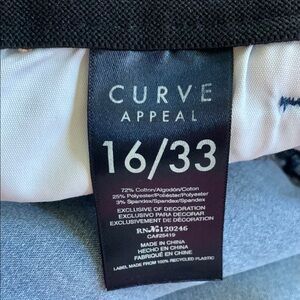 CURVE
APPEAL
16/33
72% Cotton/Algodón/Coton
25% Polyester/Poliéster/Polyester
3% Spandex/Spandex/Spandex
EXCLUSIVE OF DECORATION
EXCLUSIVO PARA DECORAR
EXCLUSIVEMENT DE DECORATION
RN№120246
CA#25419
MADE IN CHINA
HECHO EN CHINA
FABRIQUÉ EN CHINE
LABEL MADE FROM 100% RECYCLED PLASTIC